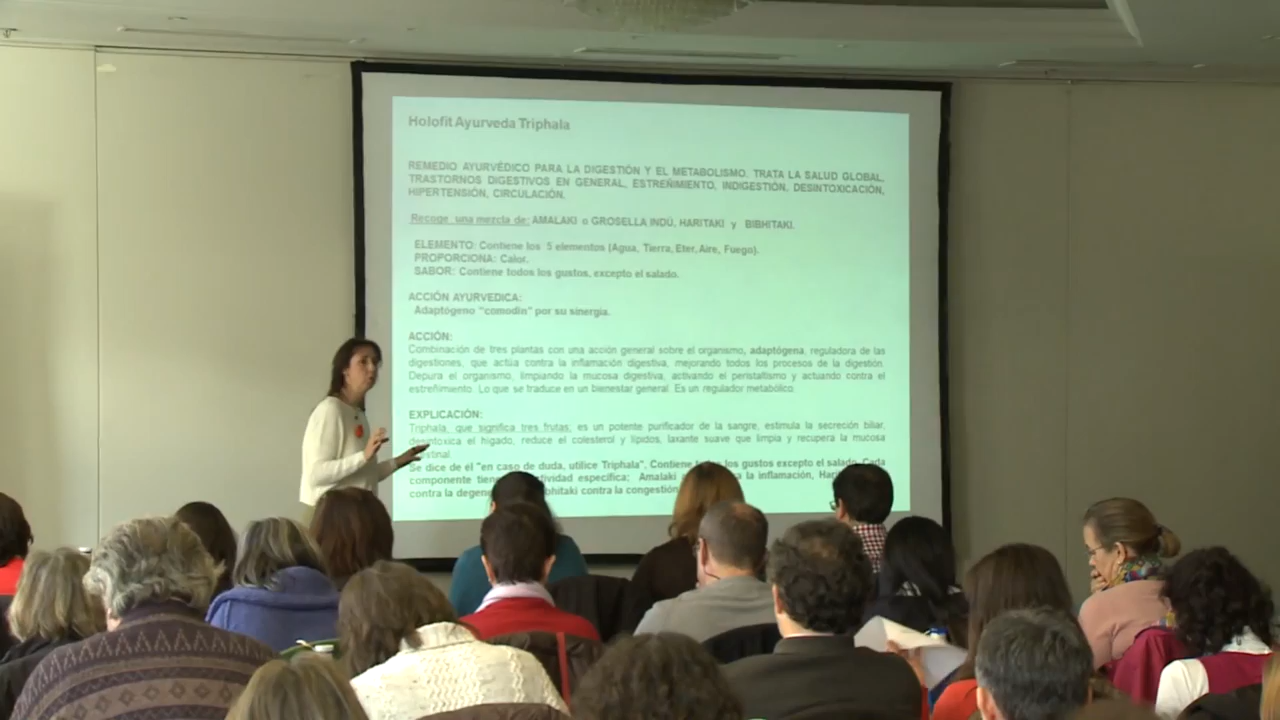 Holofit Ayurveda Triphala
REMEDIO AYURVÉDICO PARA LA DIGESTIÓN Y EL METABOLISMO. TRATA LA SALUD GLOBAL,
TRASTORNOS DIGESTIVOS EN GENERAL, ESTREÑIMIENTO, INDIGESTIÓN, DESINTOXICACIÓN,
HIPERTENSIÓN, CIRCULACIÓN.
Recoge una mezcla de: AMALAKI o GROSELLA INDÚ, HARITAKI y BIBHITAKI.
ELEMENTO: Contiene los 5 elementos (Agua, Tierra, Eter, Aire, Fuego).
PROPORCIONA: Calor.
SABOR: Contiene todos los gustos, excepto el salado.
ACCIÓN AYURVEDICA:
Adaptógeno "comodín" por su sinergia.
ACCIÓN:
Combinación de tres plantas con una acción general sobre el organismo, adaptógena, reguladora de las
digestiones, que actúa contra la inflamación digestiva, mejorando todos los procesos de la digestión.
Depura el organismo, limpiando la mucosa digestiva, activando el peristaltismo y actuando contra el
estreñimiento. Lo que se traduce en un bienestar general. Es un regulador metabólico.
EXPLICACIÓN:
Triphala, que significa tres frutas, es un potente purificador de la sangre, estimula la secreción biliar,
desintoxica el hígado, reduce el colesterol y lípidos, laxante suave que limpia y recupera la mucosa
Se dice de él "en caso de duda, utilice Triphala". Contiene los gustos excepto el salado. Cada
componente actividad específica: Amalaki la inflamación,
contra la contra la congestión